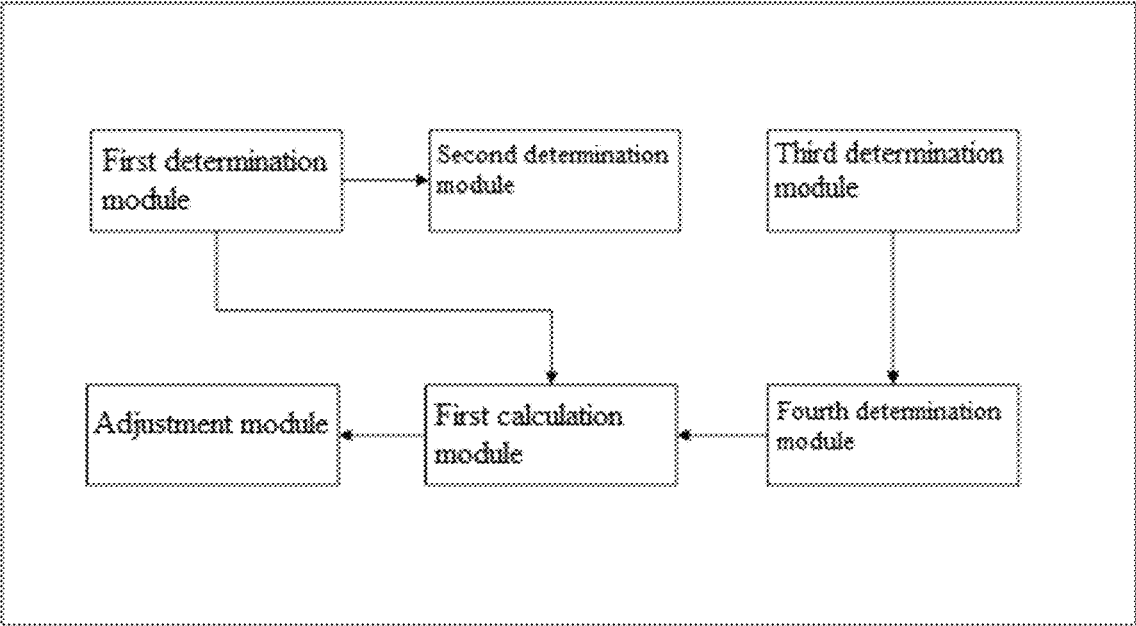 First determination
module
Second determination
module
Third determination
module
Adjustment module
First calculation
module
Fourth determination
module